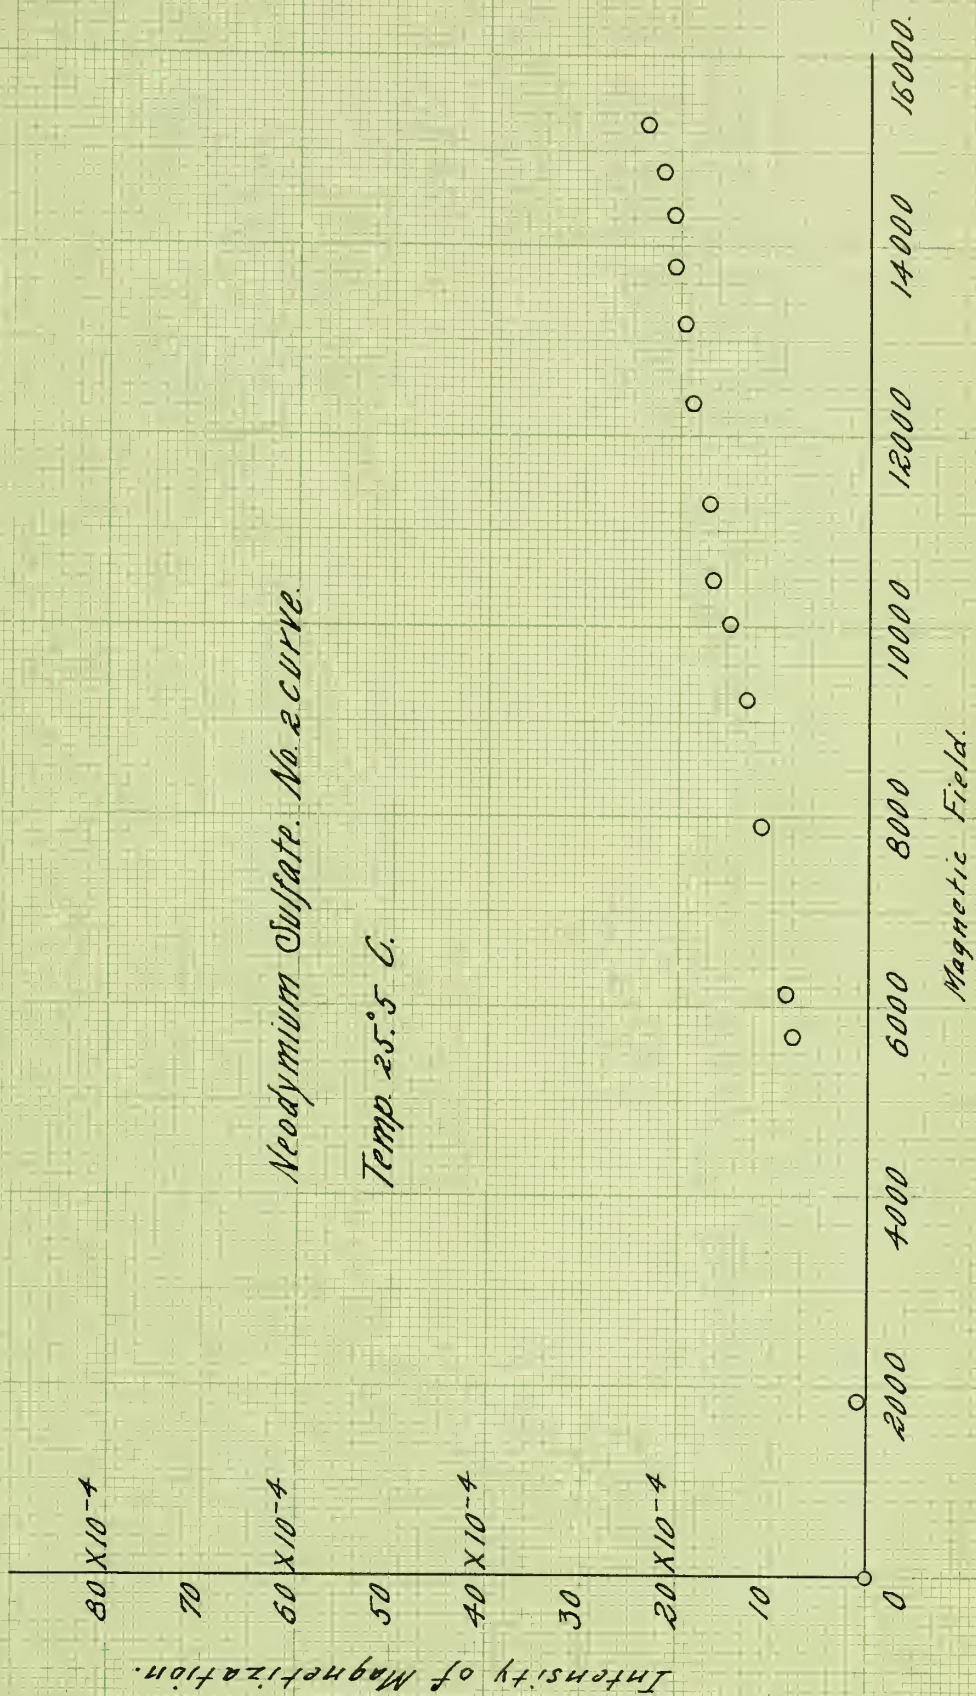 Neodymium Sulfate. No. 2 curve.
Temp. 25.°5 C.
Intensity of Magnetization.
80 X10-4
70
60 X10-4
50
40 X10-4
30
20 X10-4
10
0
2000
4000
6000
8000
10000
12000
14000
16000.
Magnetic Field.